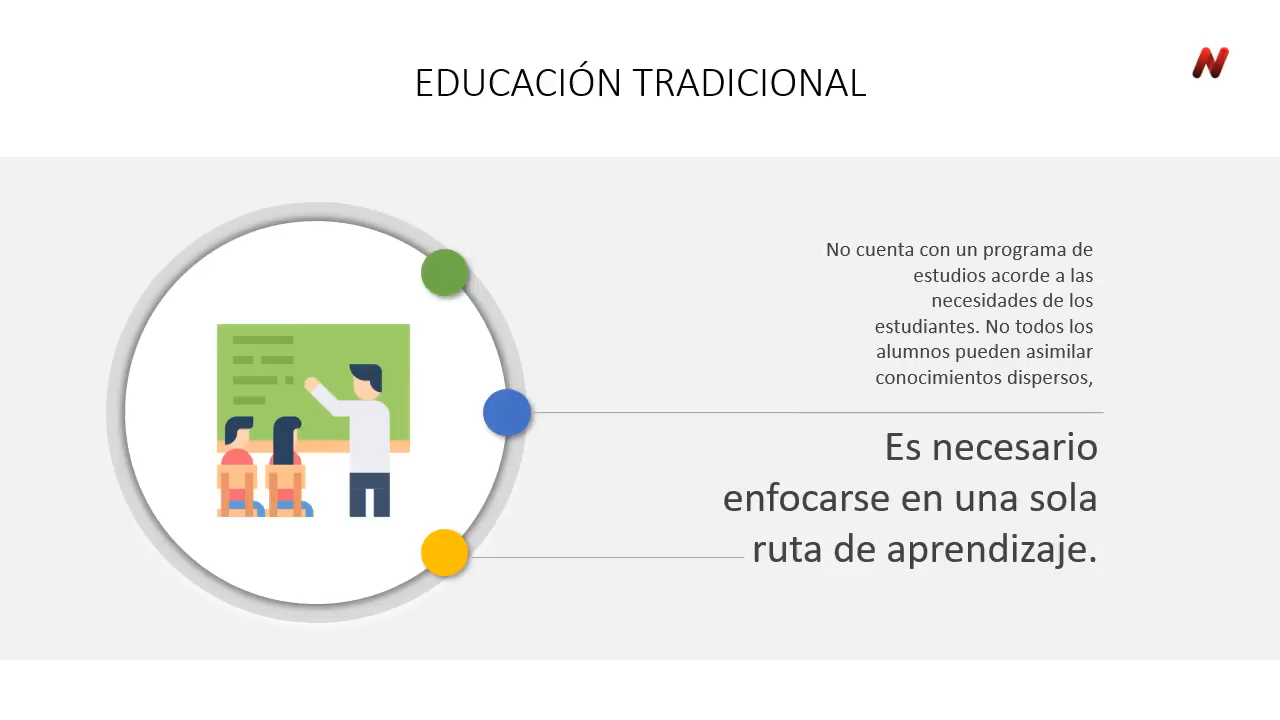 EDUCACIÓN TRADICIONAL
No cuenta con un programa de
estudios acorde a las
necesidades de los
estudiantes. No todos los
alumnos pueden asimilar
conocimientos dispersos,
Es necesario
enfocarse en una sola
ruta de aprendizaje.